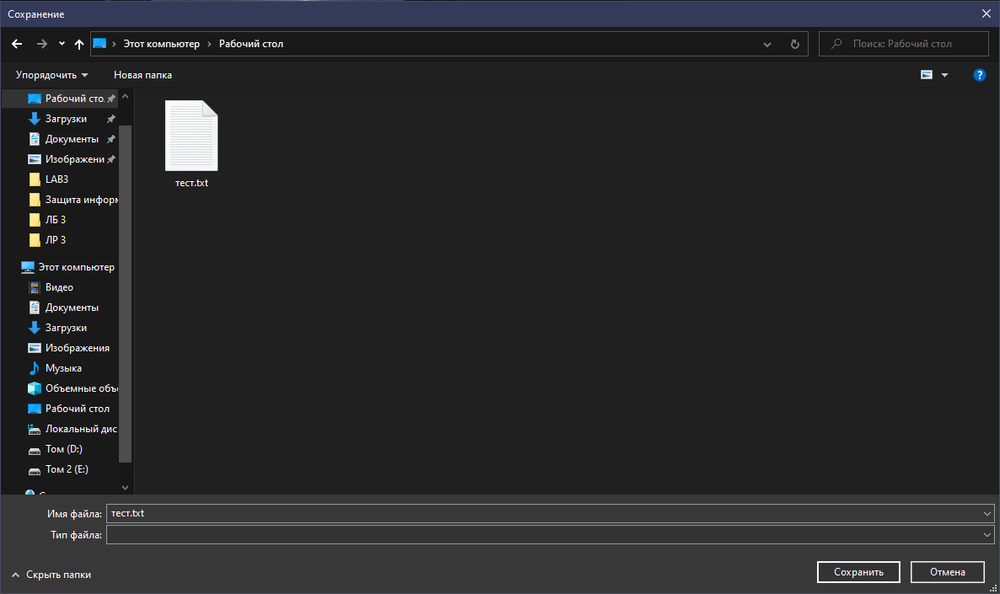 Сохранение
Этот компьютер › Рабочий стол
Поиск: Рабочий стол
Упорядочить
Новая папка
Рабочий сто
Загрузки
Документы
Изображени
LAB3
Защита инфор
ЛБ 3
ЛР 3
Этот компьютер
Видео
Документы
Загрузки
Изображения
Музыка
Объемные объ
Рабочий стол
Локальный дис
Том (D:)
Том 2 (E:)
тест.txt
Имя файла: тест.txt
Тип файла:
Скрыть папки
Сохранить
Отмена